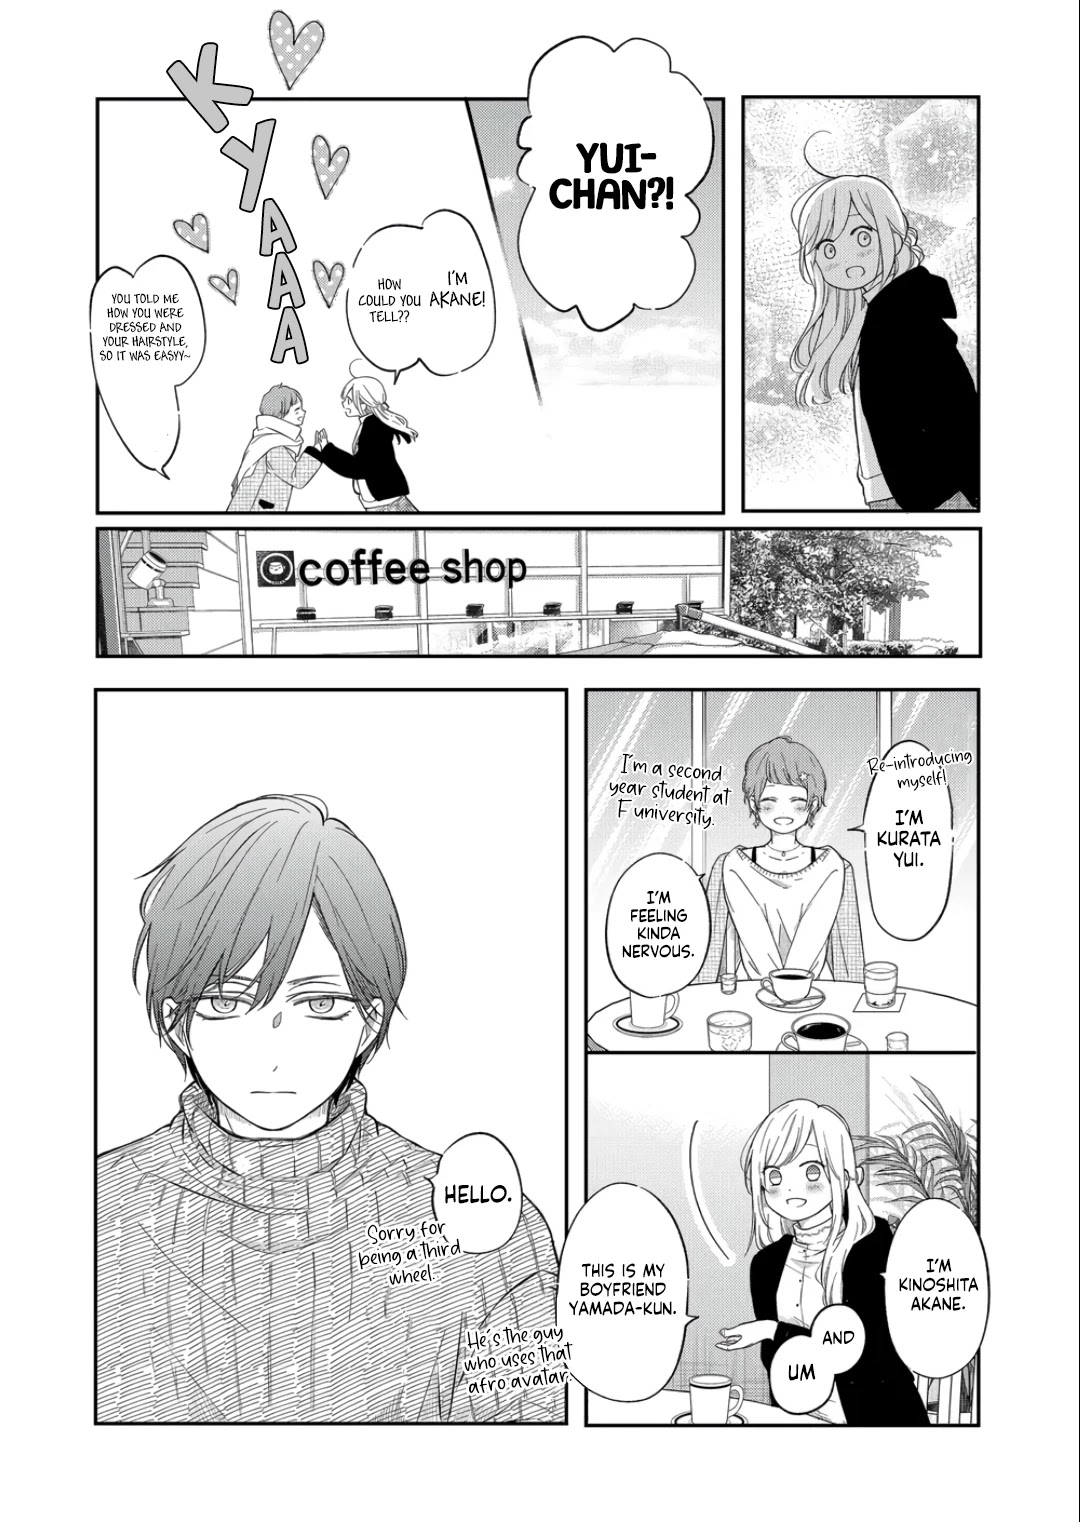 YUI-
CHAN?!
KYAAAA
I'M
AKANE!
HOW
COULD YOU
TELL??
YOU TOLD ME
HOW YOU WERE
DRESSED AND
YOUR HAIRSTYLE,
SO IT WAS EASYY~
coffee shop
Re-introducing
myself!
I'M
KURATA
YUI.
I'm a second
year student at
F university.
I'M
FEELING
KINDA
NERVOUS.
I'M
KINOSHITA
AKANE.
AND
UM
THIS IS MY
BOYFRIEND
YAMADA-KUN.
He's the guy
who uses that
afro avatar.
HELLO.
Sorry for
being a third
wheel.